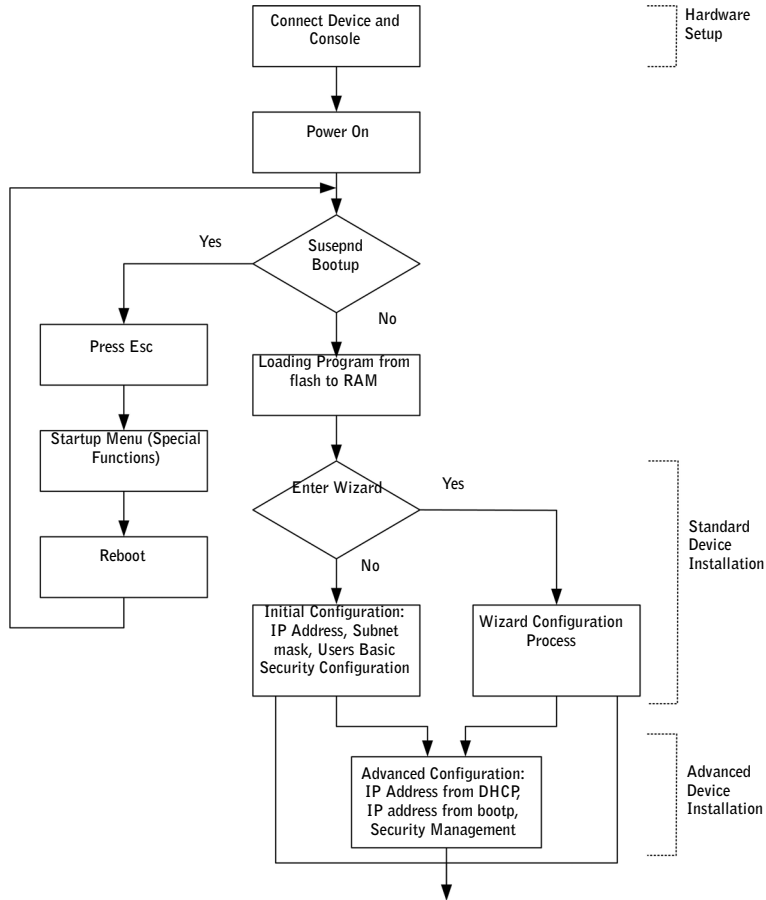 Connect Device and
Console
Hardware
Setup
Power On
Yes
Susepnd
Bootup
No
Press Esc
Loading Program from
flash to RAM
Startup Menu (Special
Functions)
Enter Wizard
Yes
Standard
Device
Installation
Reboot
No
Initial Configuration:
IP Address, Subnet
mask, Users Basic
Security Configuration
Wizard Configuration
Process
Advanced Configuration:
IP Address from DHCP,
IP address from bootp,
Security Management
Advanced
Device
Installation